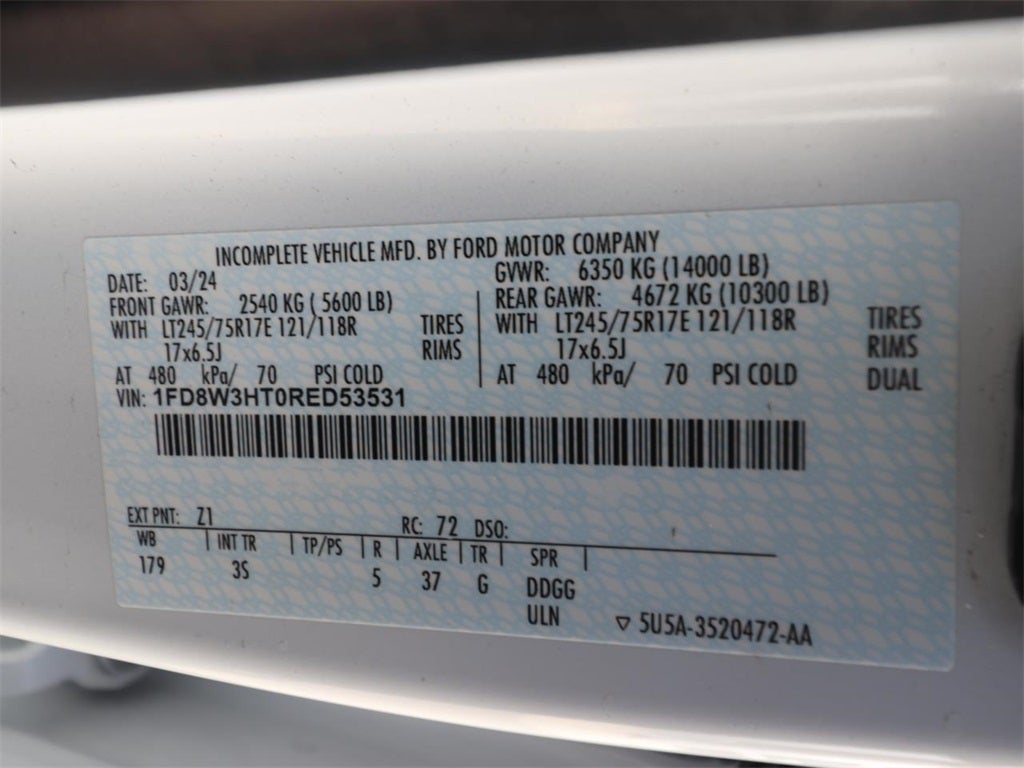 INCOMPLETE VEHICLE MFD. BY FORD MOTOR COMPANY
DATE: 03/24 GVWR: 6350 KG (14000 LB)
FRONT GAWR: 2540 KG ( 5600 LB) REAR GAWR: 4672 KG (10300 LB)
WITH LT245/75R17E 121/118R TIRES WITH LT245/75R17E 121/118R TIRES
17x6.5J RIMS 17x6.5J RIMS
AT 480 kPa/ 70 PSI COLD AT 480 kPa/ 70 PSI COLD DUAL
VIN: 1FD8W3HT0RED53531
EXT PNT: Z1 RC: 72 DSO:
WB INT TR TP/PS R AXLE TR SPR
179 3S 5 37 G DDGG
ULN ▽ 5U5A-3520472-AA